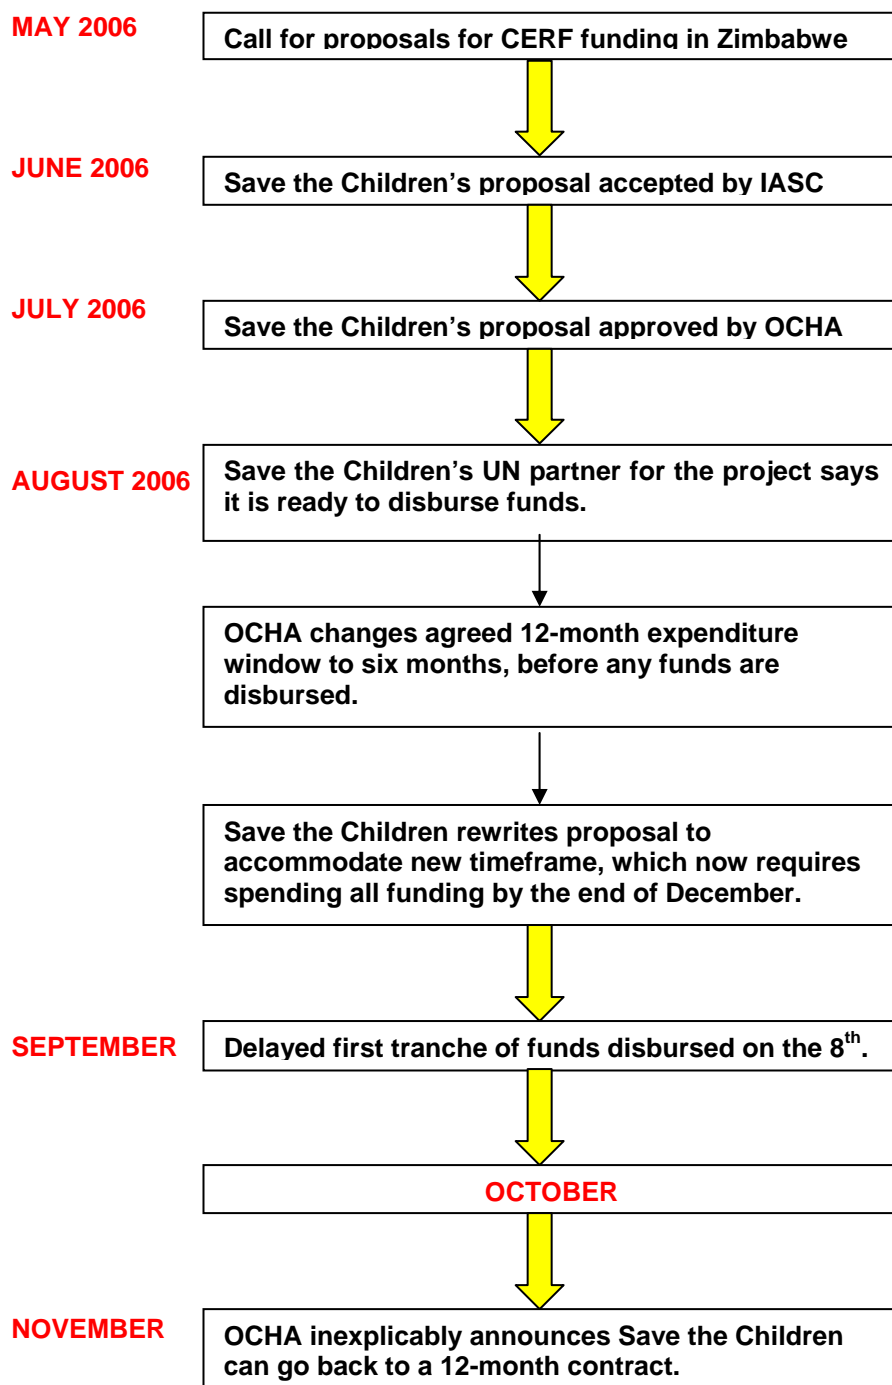 MAY 2006
Call for proposals for CERF funding in Zimbabwe
JUNE 2006
Save the Children’s proposal accepted by IASC
JULY 2006
Save the Children’s proposal approved by OCHA
AUGUST 2006
Save the Children’s UN partner for the project says
it is ready to disburse funds.
OCHA changes agreed 12-month expenditure
window to six months, before any funds are
disbursed.
Save the Children rewrites proposal to
accommodate new timeframe, which now requires
spending all funding by the end of December.
SEPTEMBER
Delayed first tranche of funds disbursed on the 8th.
OCTOBER
NOVEMBER
OCHA inexplicably announces Save the Children
can go back to a 12-month contract.